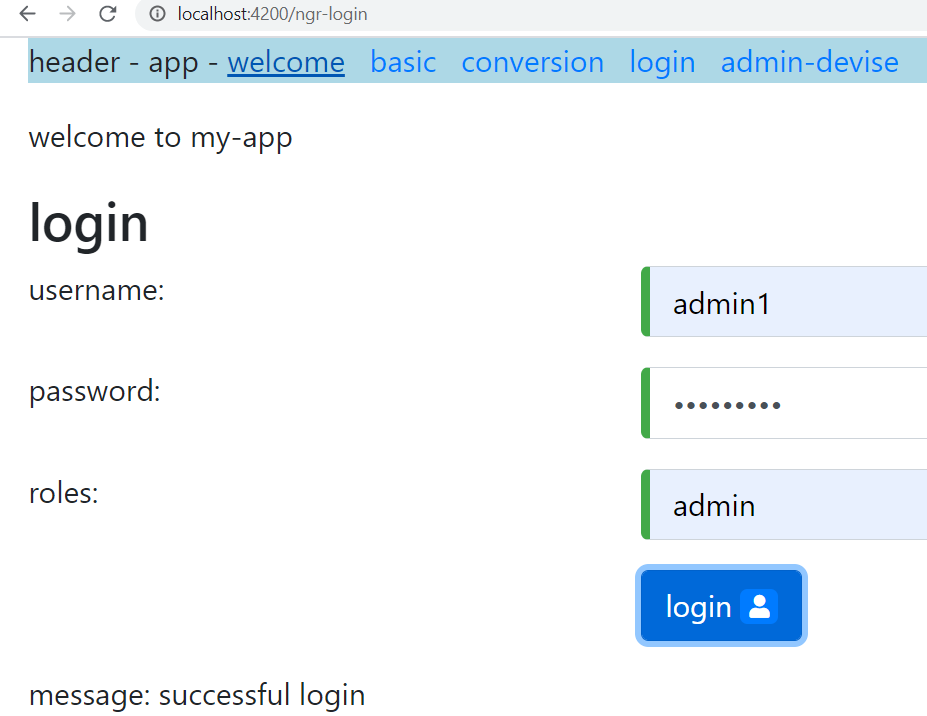 localhost:4200/ngr-login
header - app - welcome basic conversion login admin-devise
welcome to my-app
login
username: admin1
password: •••••••••
roles: admin
login
message: successful login